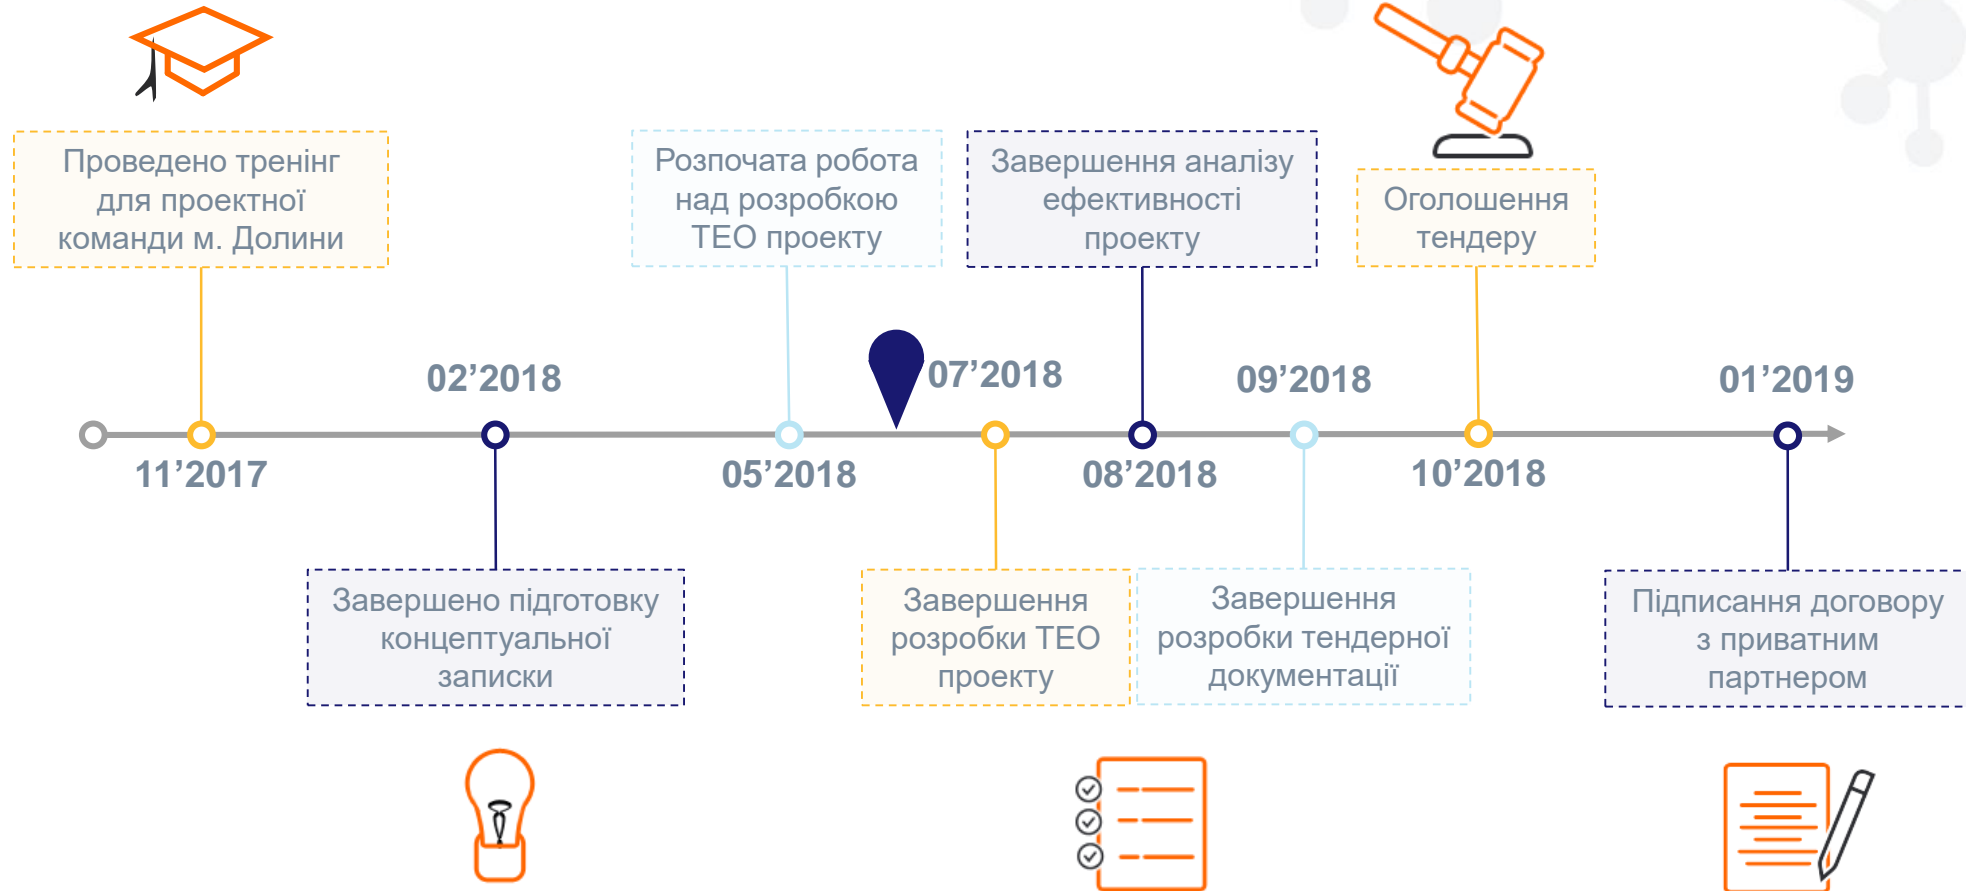 Проведено тренінг
для проектної
команди м. Долини
11’2017
02’2018
Завершено підготовку
концептуальної
записки
Розпочата робота
над розробкою
ТЕО проекту
05’2018
07’2018
Завершення
розробки ТЕО
проекту
Завершення аналізу
ефективності
проекту
08’2018
09’2018
Завершення
розробки тендерної
документації
Оголошення
тендеру
10’2018
01’2019
Підписання договору
з приватним
партнером